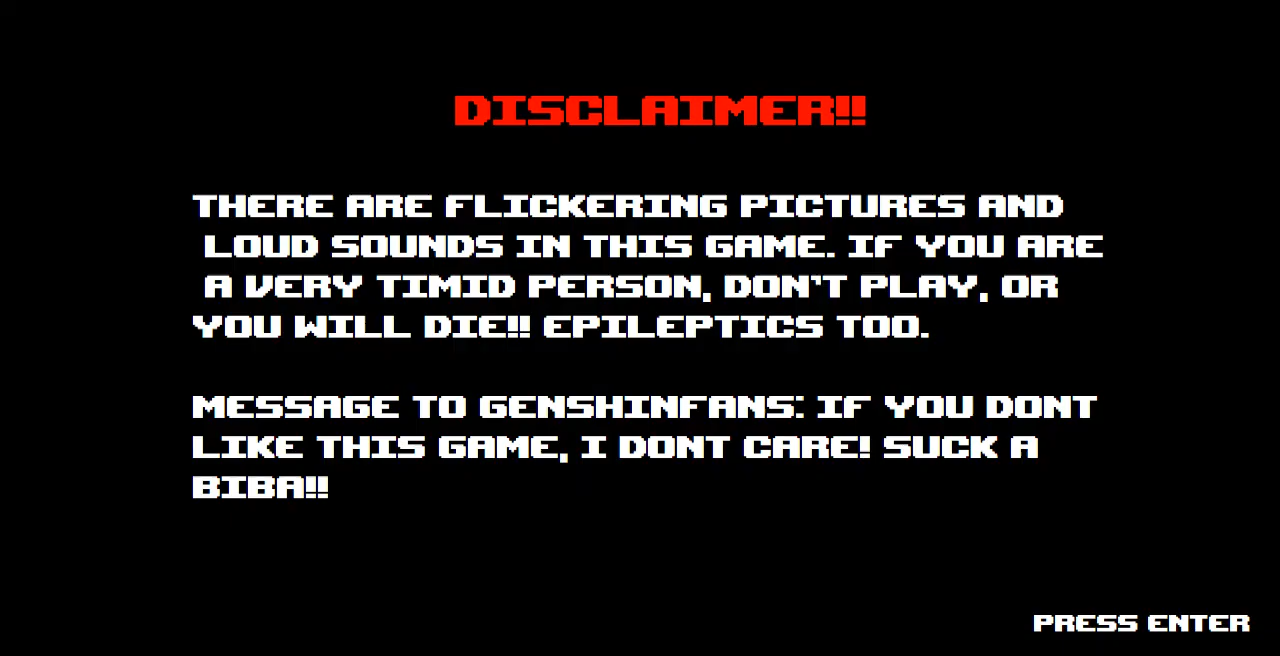 DISCLAIMER!!
THERE ARE FLICKERING PICTURES AND
LOUD SOUNDS IN THIS GAME. IF YOU ARE
A VERY TIMID PERSON, DON'T PLAY, OR
YOU WILL DIE!! EPILEPTICS TOO.
MESSAGE TO GENSHINFANS: IF YOU DONT
LIKE THIS GAME, I DONT CARE! SUCK A
BIBA!!
PRESS ENTER